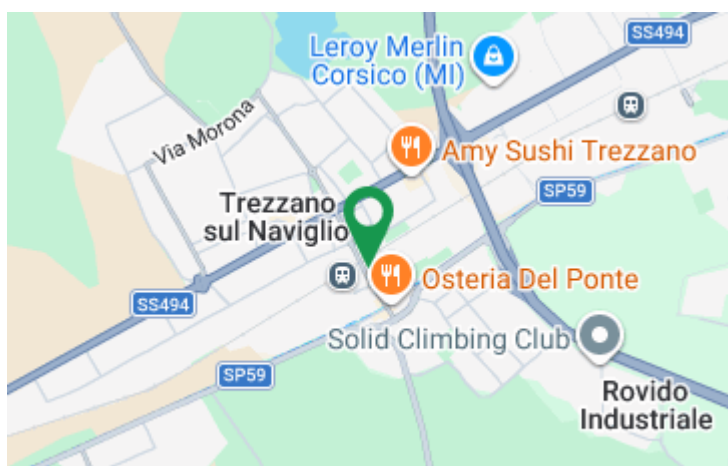 SS494
Leroy Merlin
Corsico (MI)
Via Morona
Amy Sushi Trezzano
SP59
Trezzano
sul Naviglio
Osteria Del Ponte
SS494
Solid Climbing Club
SP59
Rovido
Industriale